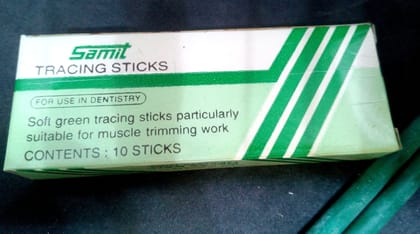 Samit
TRACING STICKS
FOR USE IN DENTISTRY
Soft green tracing sticks particularly
suitable for muscle trimming work
CONTENTS : 10 STICKS